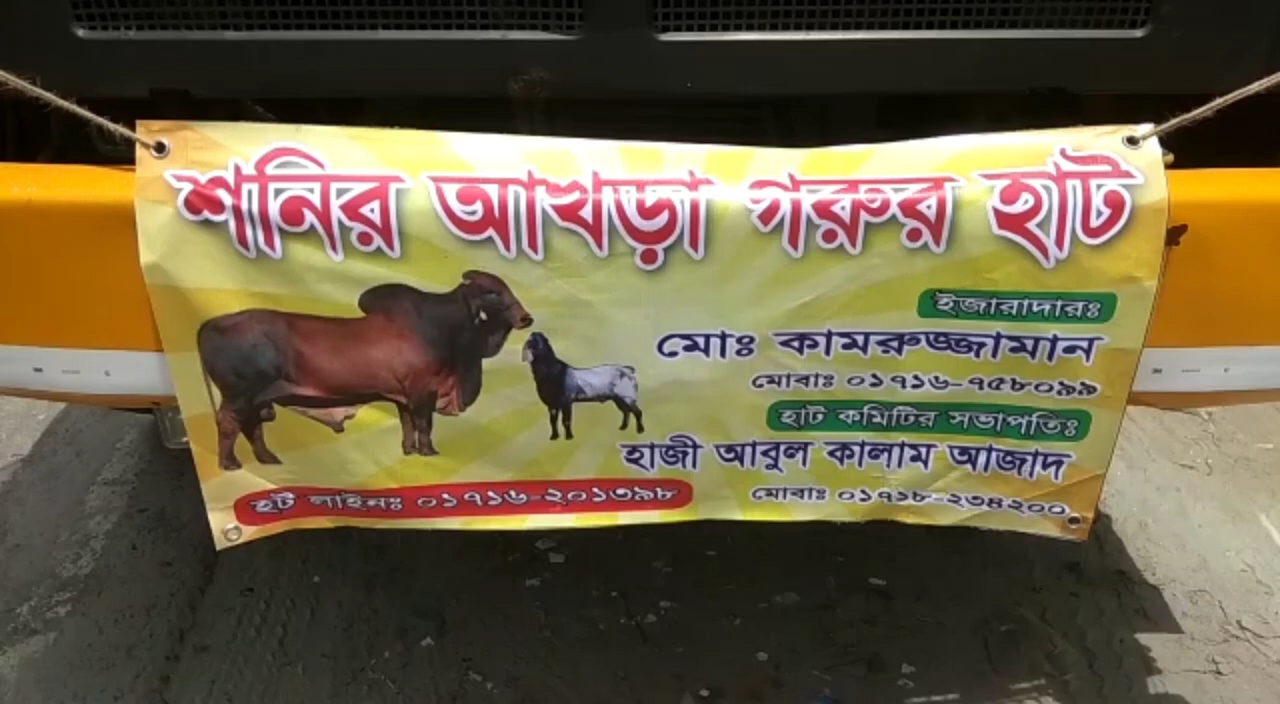 শনির আখড়া গরুর হাট
ইজারাদারঃ
মোঃ কামরুজ্জামান
মোবাঃ ০১৭১৬-৭৫৮০৯৯
হাট কমিটির সভাপতিঃ
হাজী আবুল কালাম আজাদ
মোবাঃ ০১৭১৮-২৩৪২০০
হট লাইনঃ ০১৭১৬-২০১৩৯৮